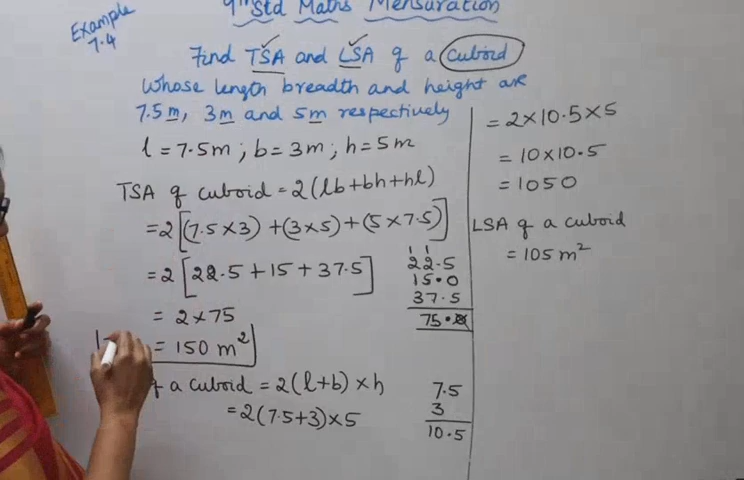 Example
7.4
9th Std Maths Mensuration
Find TSA and LSA of a cuboid
whose length breadth and height are
7.5m, 3m and 5m respectively
l = 7.5m ; b = 3m ; h = 5m
TSA of cuboid = 2(lb+bh+hl)
=2[(7.5×3)+(3×5)+(5×7.5)]
=2[22.5+15+37.5]
= 2×75
= 150 m²
of a cuboid = 2(l+b)×h
=2(7.5+3)×5
1 1
22.5
15.0
37.5
75.0
7.5
3
10.5
= 2×10.5×5
= 10×10.5
= 1050
LSA of a cuboid
= 105 m²